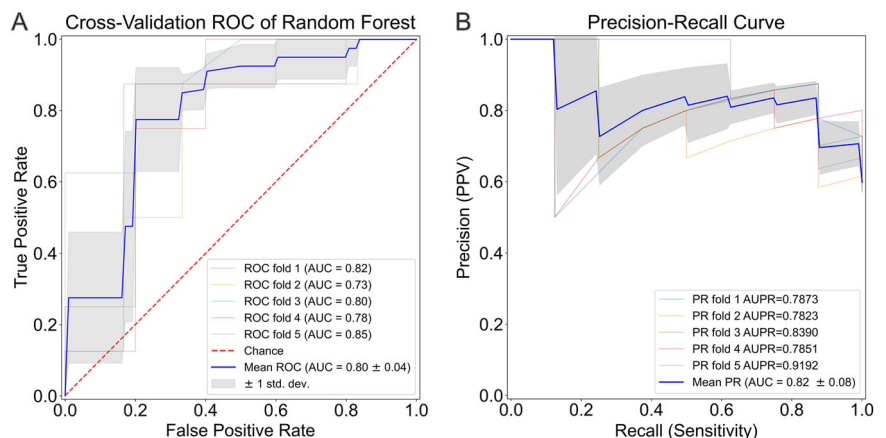 A
Cross-Validation ROC of Random Forest
1.0
0.8
0.6
0.4
0.2
0.0
True Positive Rate
ROC fold 1 (AUC = 0.82)
ROC fold 2 (AUC = 0.73)
ROC fold 3 (AUC = 0.80)
ROC fold 4 (AUC = 0.78)
ROC fold 5 (AUC = 0.85)
Chance
Mean ROC (AUC = 0.80 ± 0.04)
± 1 std. dev.
0.0 0.2 0.4 0.6 0.8 1.0
False Positive Rate
B
Precision-Recall Curve
1.0
0.8
0.6
0.4
0.2
0.0
Precision (PPV)
PR fold 1 AUPR=0.7873
PR fold 2 AUPR=0.7823
PR fold 3 AUPR=0.8390
PR fold 4 AUPR=0.7851
PR fold 5 AUPR=0.9192
Mean PR (AUC = 0.82 ± 0.08)
0.0 0.2 0.4 0.6 0.8 1.0
Recall (Sensitivity)